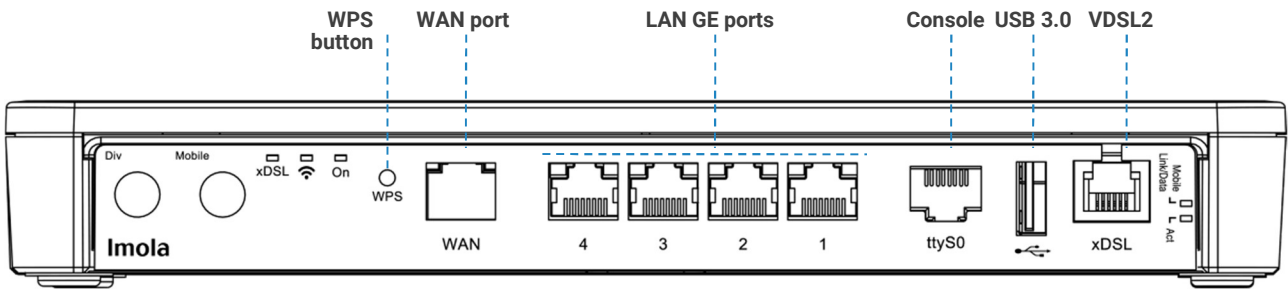 WPS
button
WAN port
LAN GE ports
Console
USB 3.0
VDSL2
Div
Mobile
xDSL
On
WPS
WAN
4
3
2
1
ttyS0
xDSL
Mobile
Link/Data
Act
Imola